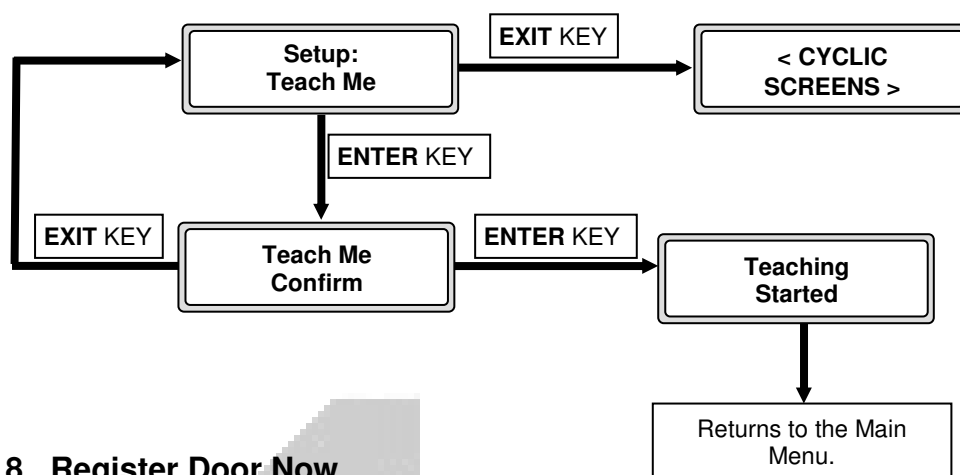 EXIT KEY
Setup:
Teach Me
< CYCLIC
SCREENS >
ENTER KEY
EXIT KEY
Teach Me
Confirm
ENTER KEY
Teaching
Started
Returns to the Main
Menu.
8 Register Door Now